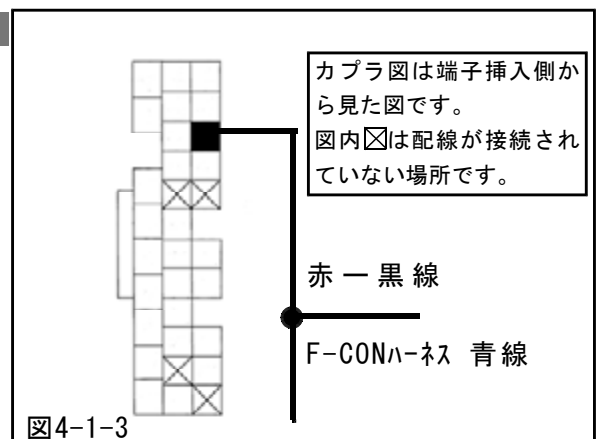 カプラ図は端子挿入側か
ら見た図です。
図内☒は配線が接続され
ていない場所です。
赤ー黒線
F-CONハーネス 青線
図4-1-3